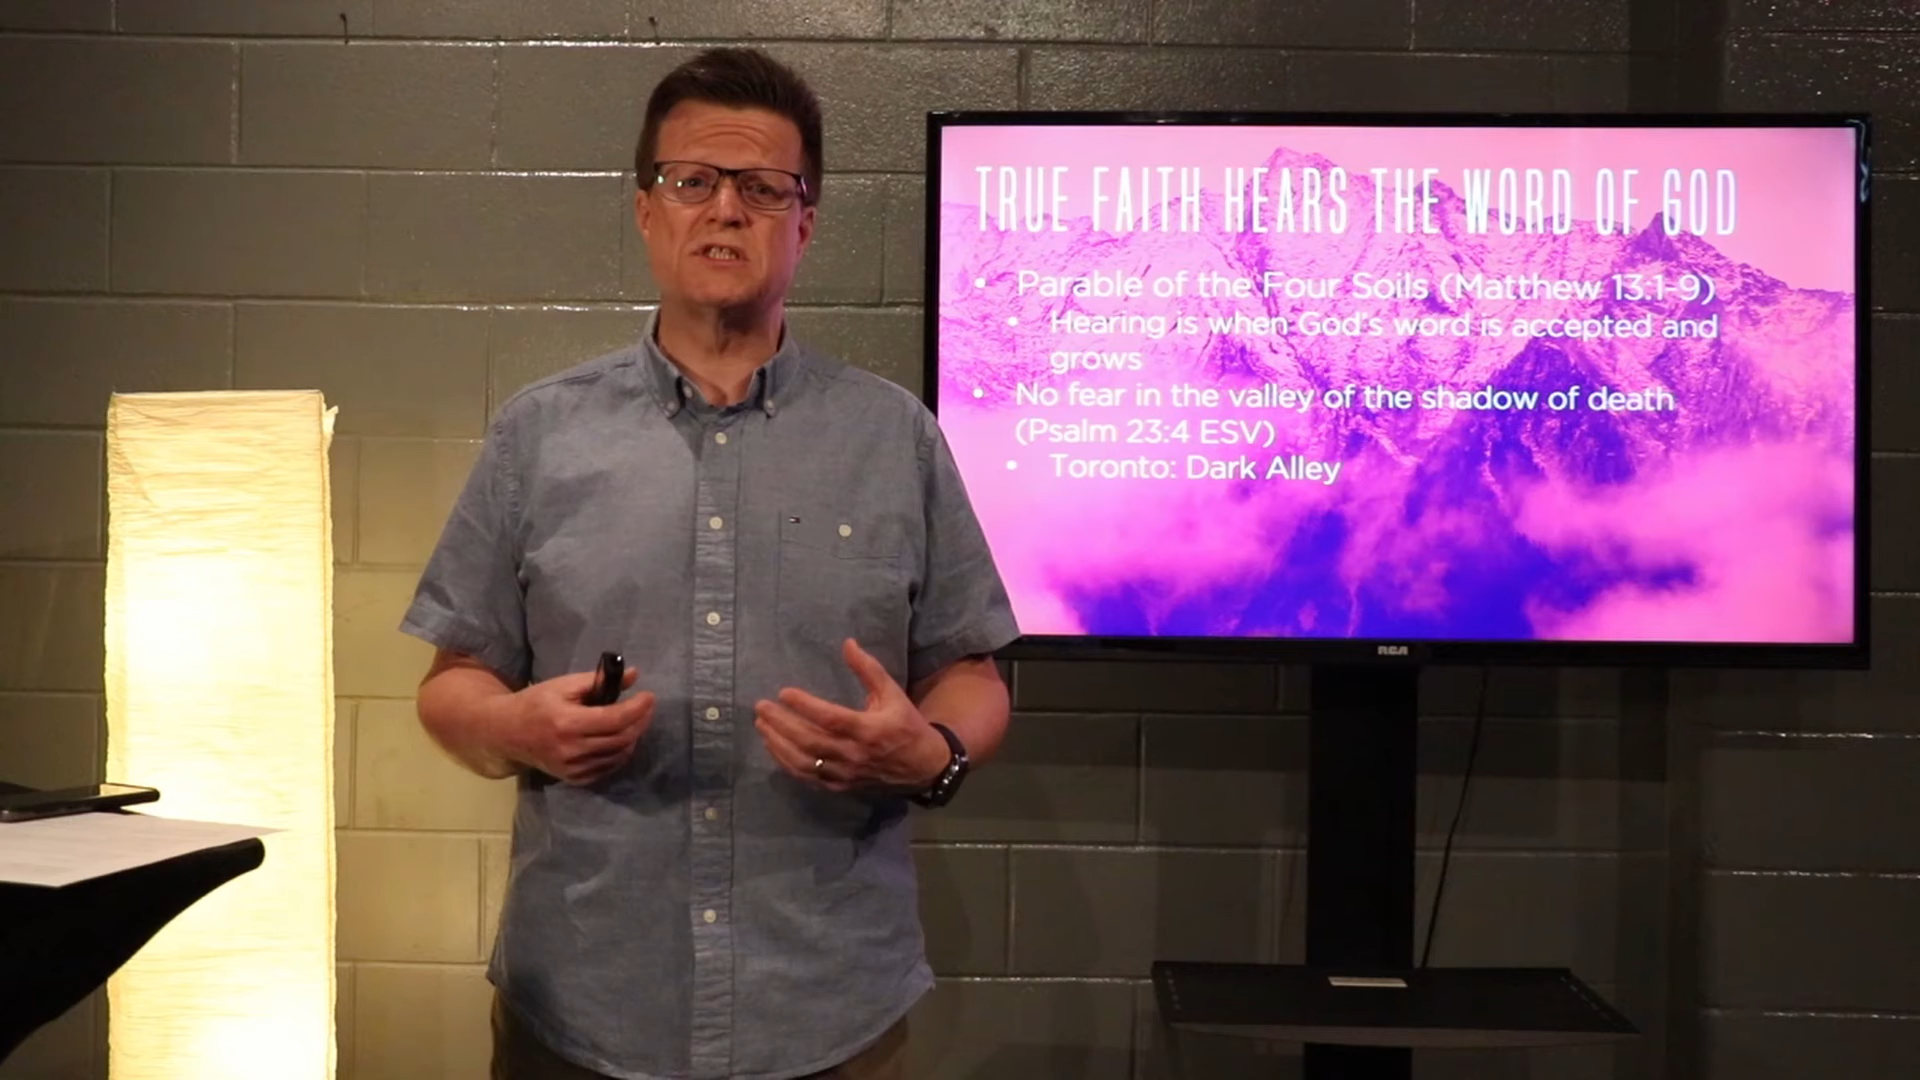 TRUE FAITH HEARS THE WORD OF GOD
• Parable of the Four Soils (Matthew 13:1-9)
• Hearing is when God's word is accepted and
grows
• No fear in the valley of the shadow of death
(Psalm 23:4 ESV)
• Toronto: Dark Alley
RCA